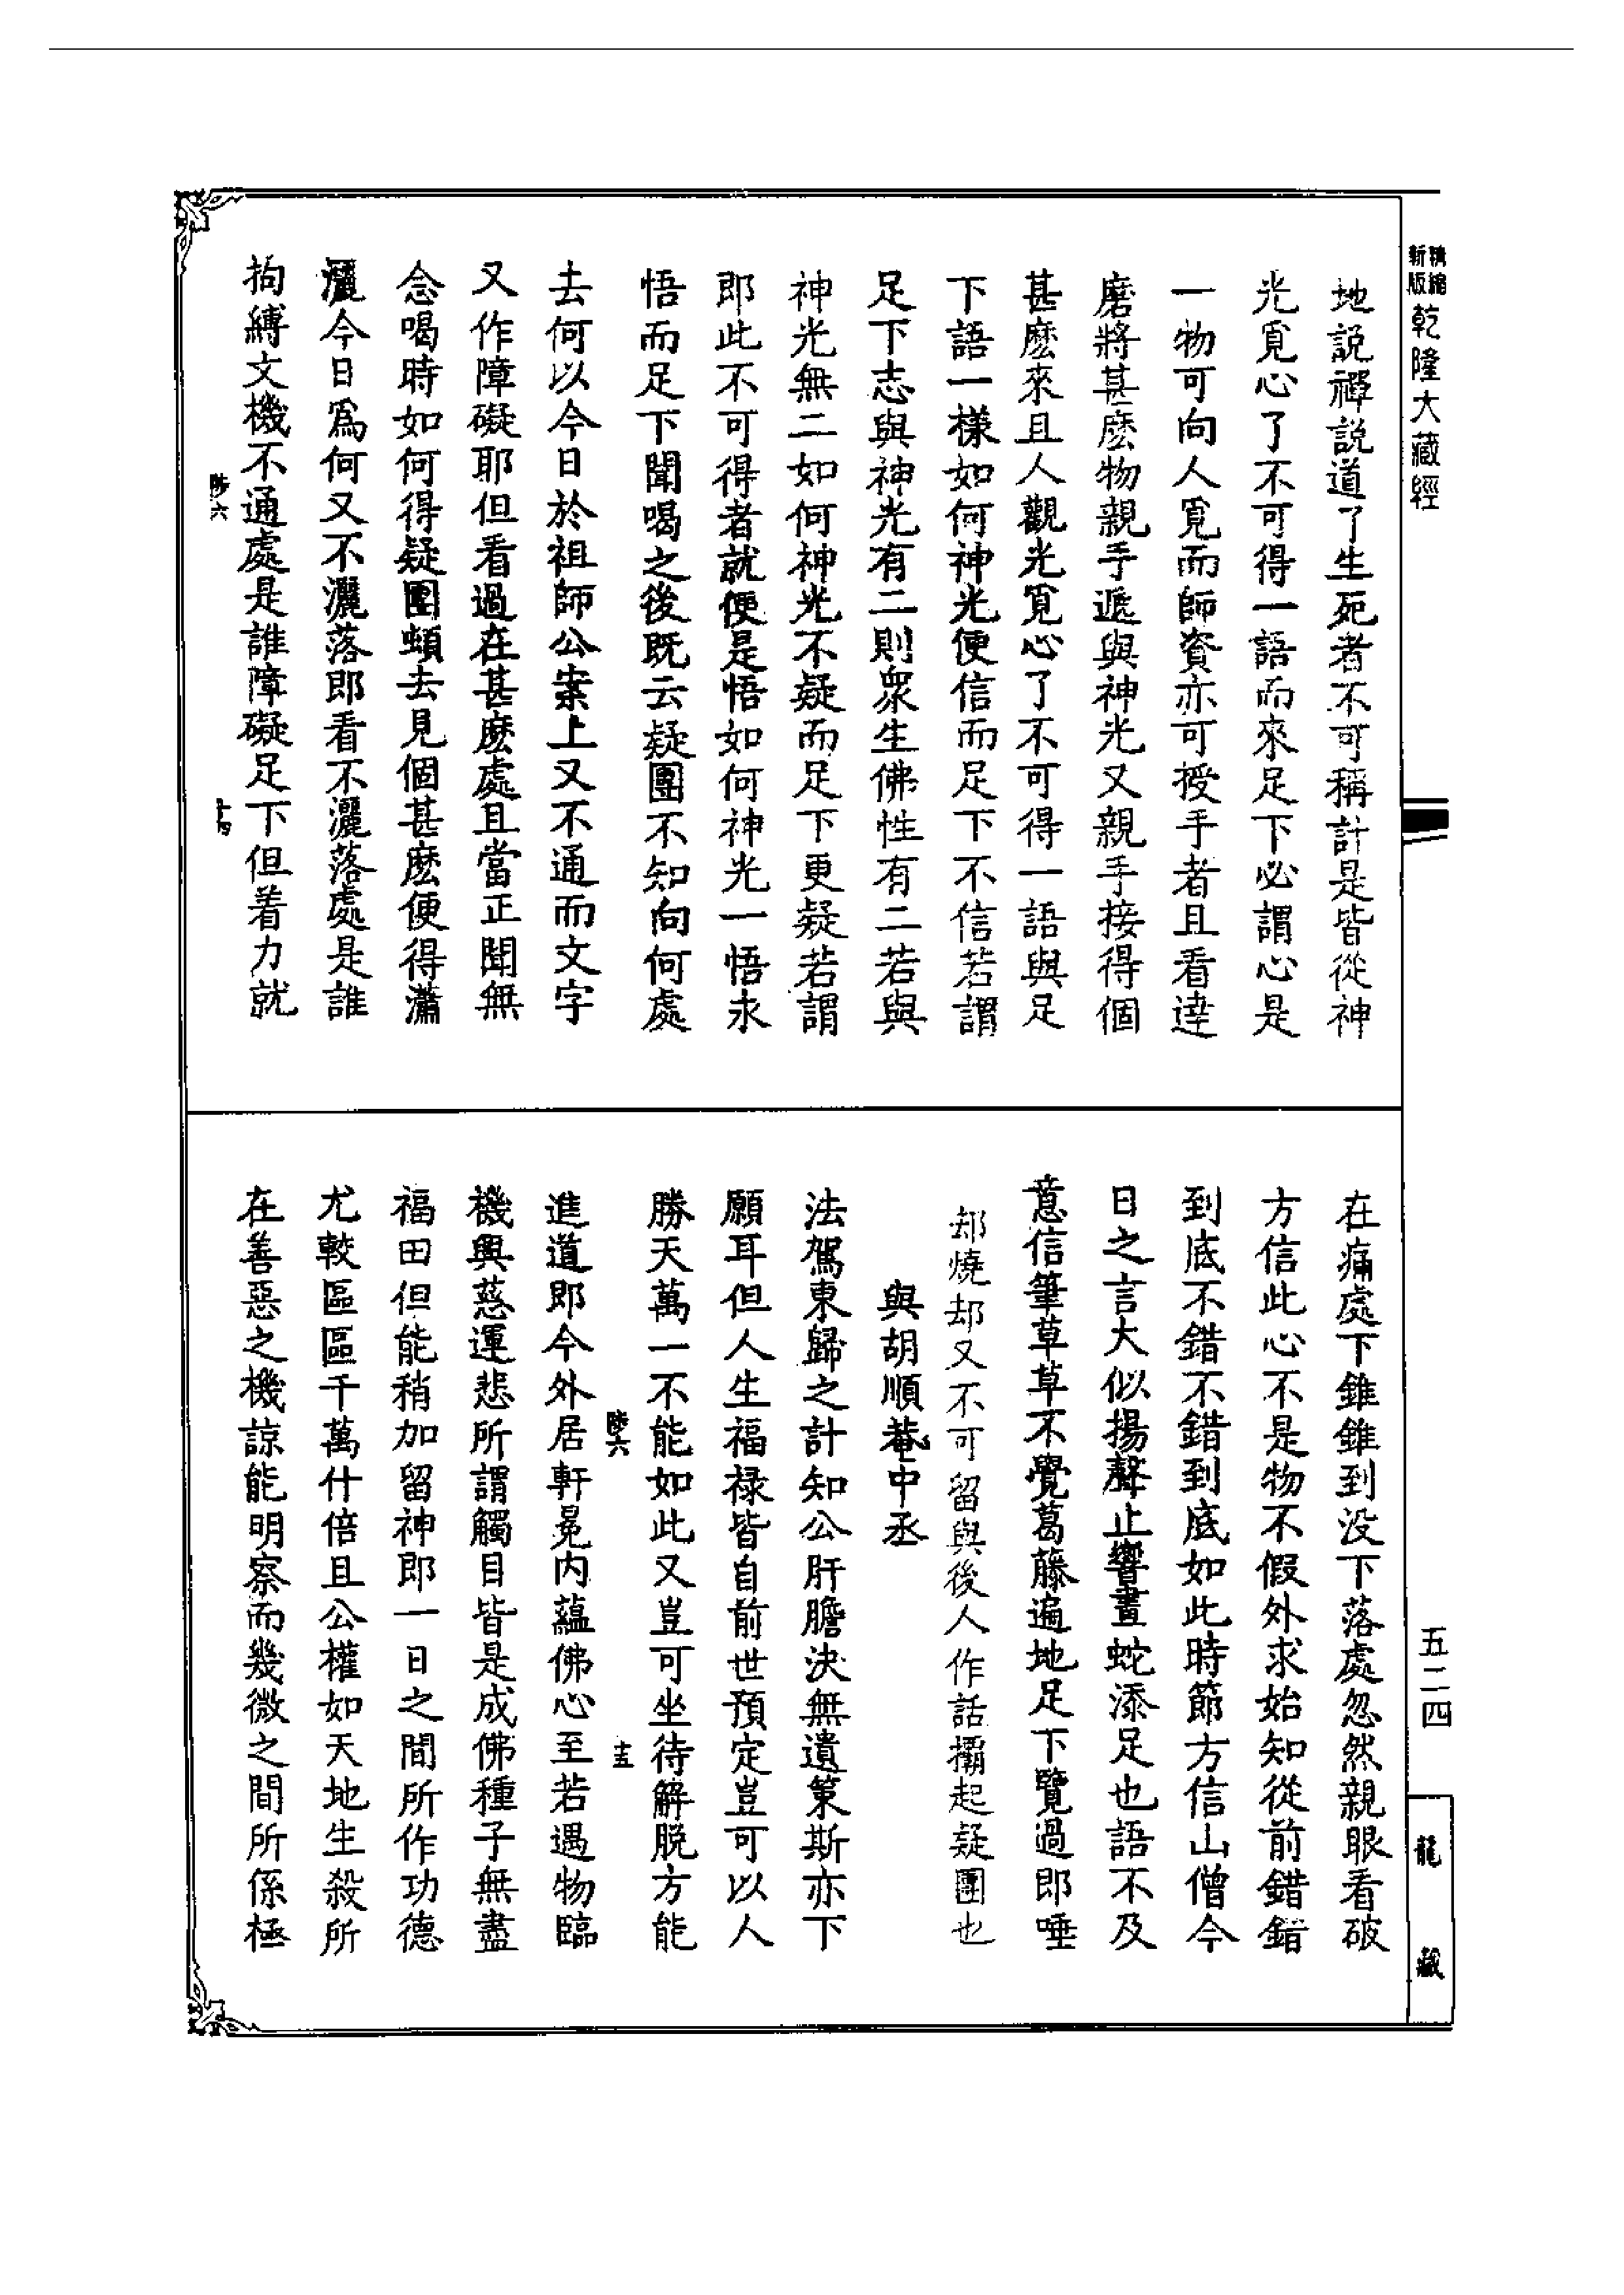 精縮新版乾隆大藏經
地説禪説道了生死者不可稱計是皆從神
光覓心了不可得一語而來足下必謂心是
一物可向人覓而師資亦可授手者且看達
磨將甚麽物親手遞與神光又親手接得個
甚麽來且人觀光覓心了不可得一語與足
下語一樣如何神光便信而足下不信若謂
足下志與神光有二則衆生佛性有二若與
神光無二如何神光不疑而足下更疑若謂
即此不可得者就便是悟如何神光一悟永
悟而足下聞喝之後既云疑團不知向何處
去何以今日於祖師公案上又不通而文字
又作障礙耶但看過在甚麽處且當正聞無
念喝時如何得疑團頓去見個甚麽便得瀟
灑今日爲何又不灑落即看不灑落處是誰
拘縛文機不通處是誰障礙足下但着力就
在痛處下錐錐到没下落處忽然親眼看破
方信此心不是物不假外求始知從前錯錯
到底不錯不錯到底如此時節方信山僧今
日之言大似揚聲止響畫蛇添足也語不及
意信筆草草不覺葛藤遍地足下覽過即唾
却燒却又不可留與後人作話𣠽起疑團也
與胡順菴中丞
法駕東歸之計知公肝膽決無遺策斯亦下
願耳但人生福禄皆自前世預定豈可以人
勝天萬一不能如此又豈可坐待解脱方能
進道即今外居軒冕内蘊佛心至若遇物臨
機興慈運悲所謂觸目皆是成佛種子無盡
福田但能稍加留神即一日之間所作功德
尤較區區千萬什倍且公權如天地生殺所
在善惡之機諒能明察而幾微之間所係極
五二四
龍藏